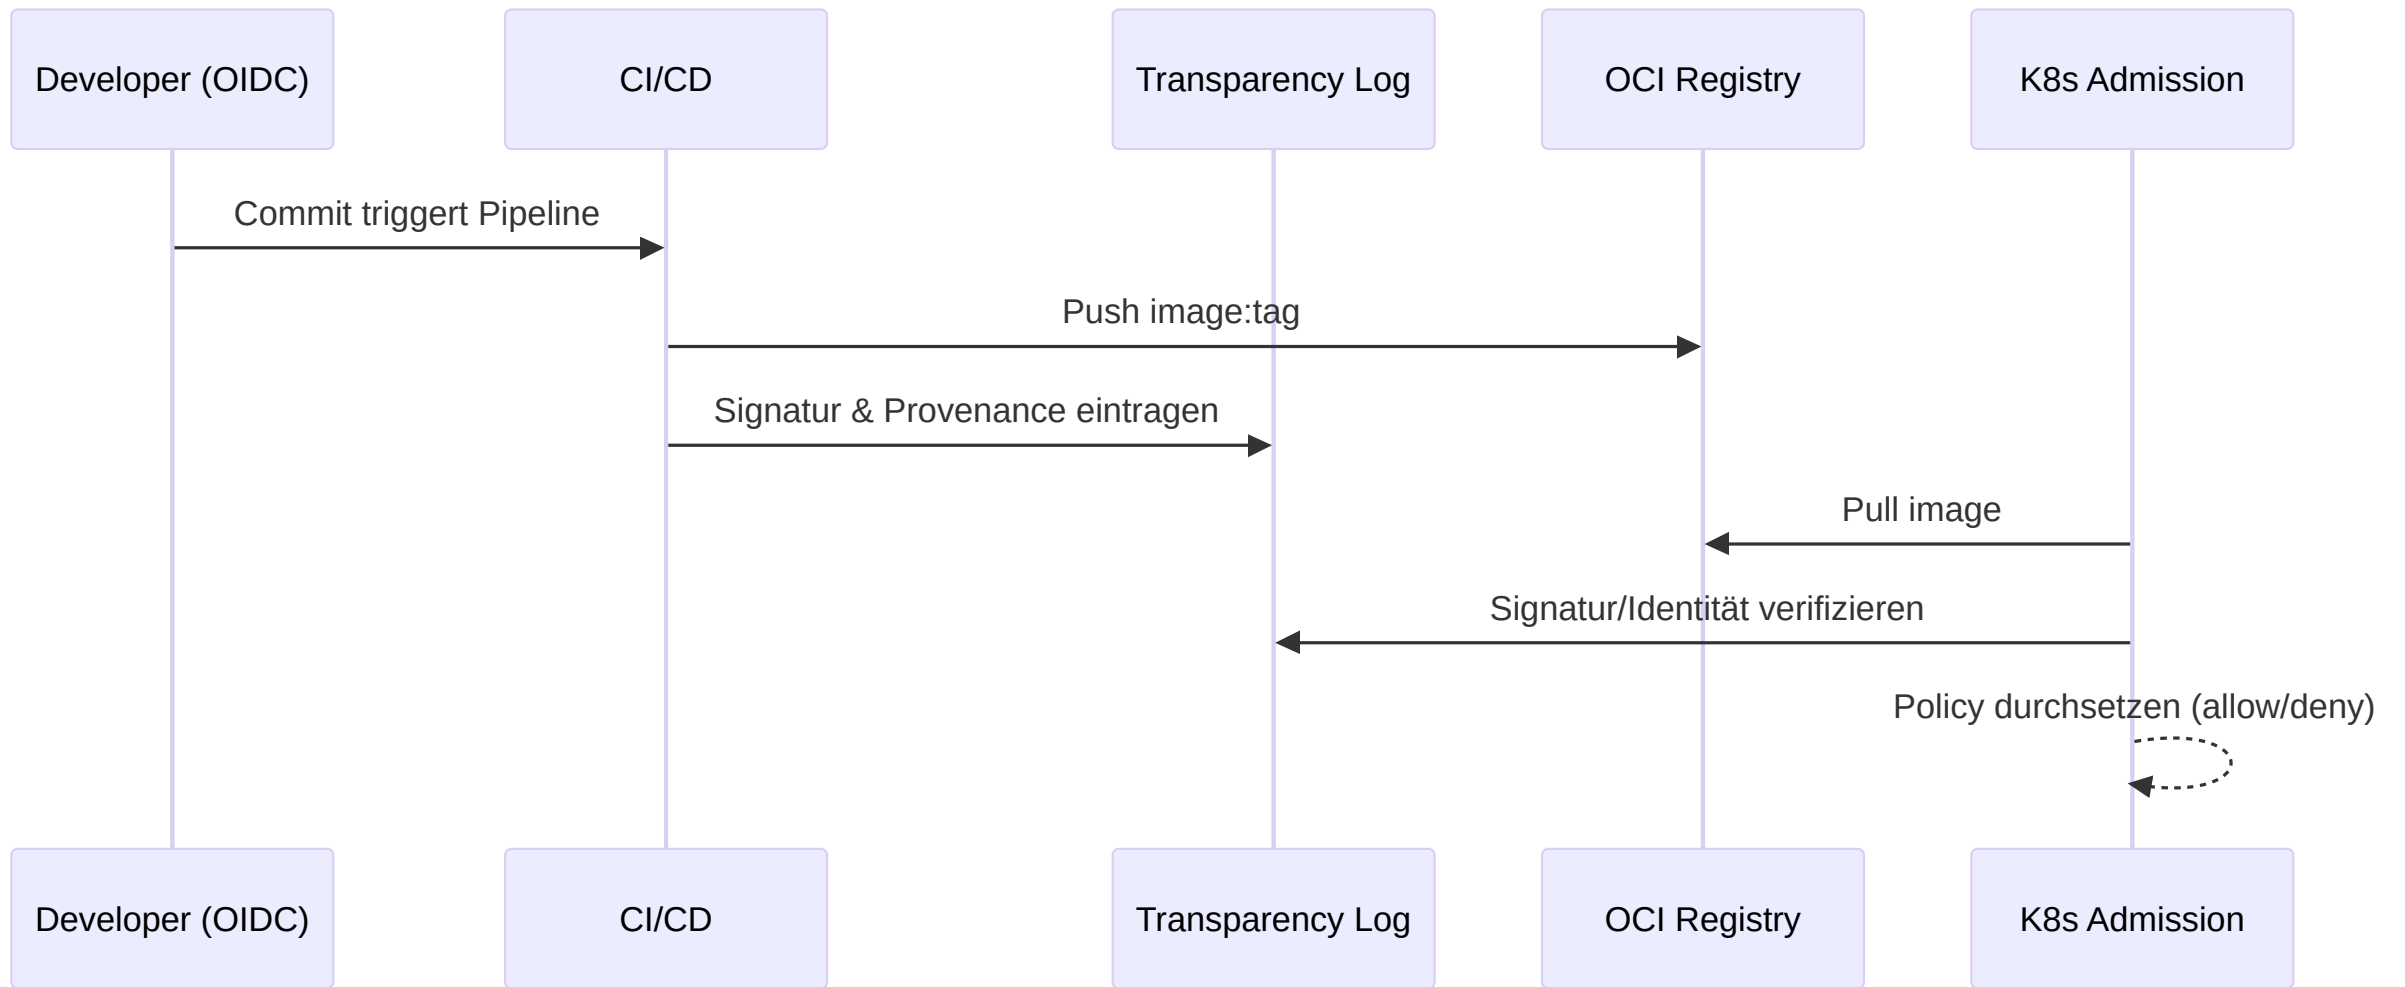 Developer (OIDC)
CI/CD
Transparency Log
OCI Registry
K8s Admission
Commit triggert Pipeline
Push image:tag
Signatur & Provenance eintragen
Pull image
Signatur/Identität verifizieren
Policy durchsetzen (allow/deny)
Developer (OIDC)
CI/CD
Transparency Log
OCI Registry
K8s Admission